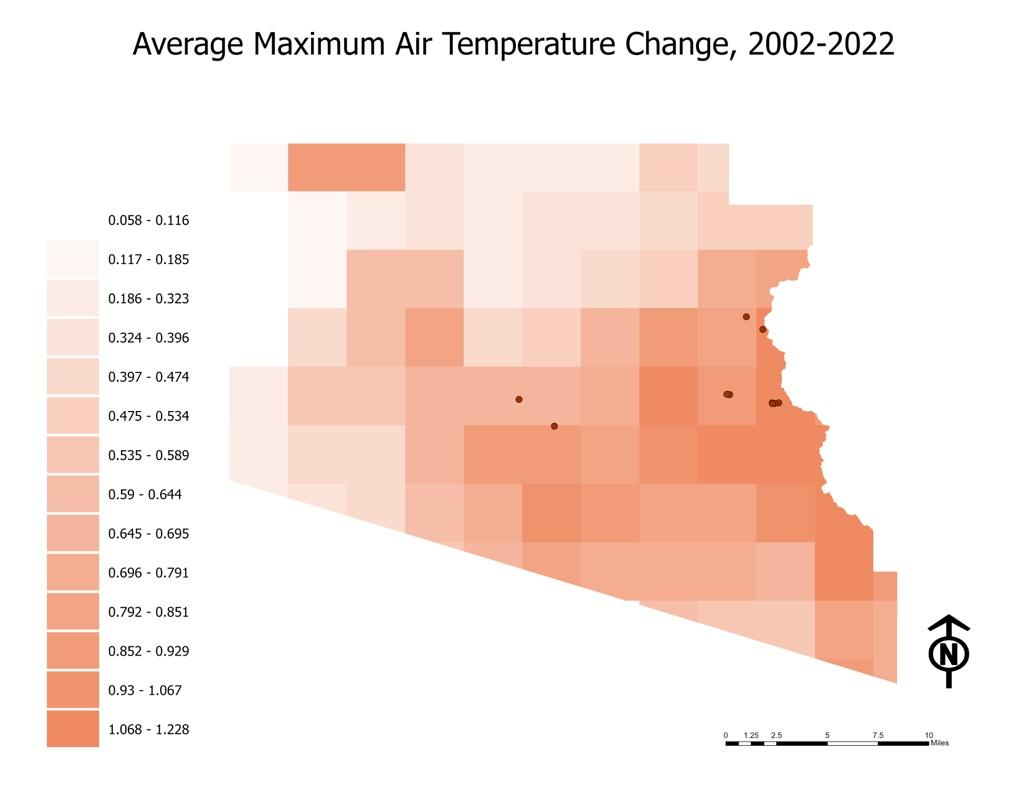 Average Maximum Air Temperature Change, 2002-2022
0.058 - 0.116
0.117 - 0.185
0.186 - 0.323
0.324 - 0.396
0.397 - 0.474
0.475 - 0.534
0.535 - 0.589
0.59 - 0.644
0.645 - 0.695
0.696 - 0.791
0.792 - 0.851
0.852 - 0.929
0.93 - 1.067
1.068 - 1.228
N
0 1.25 2.5 5 7.5 10
Miles